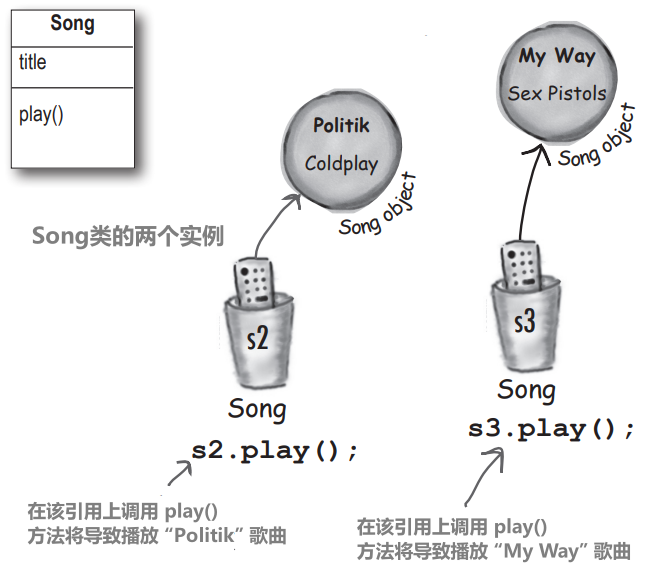 Song
title
play()
Politik
Coldplay
Song object
My Way
Sex Pistols
Song object
Song类的两个实例
s2
Song
s2.play();
s3
Song
s3.play();
在该引用上调用 play()
方法将导致播放 “Politik” 歌曲
在该引用上调用 play()
方法将导致播放 “My Way” 歌曲